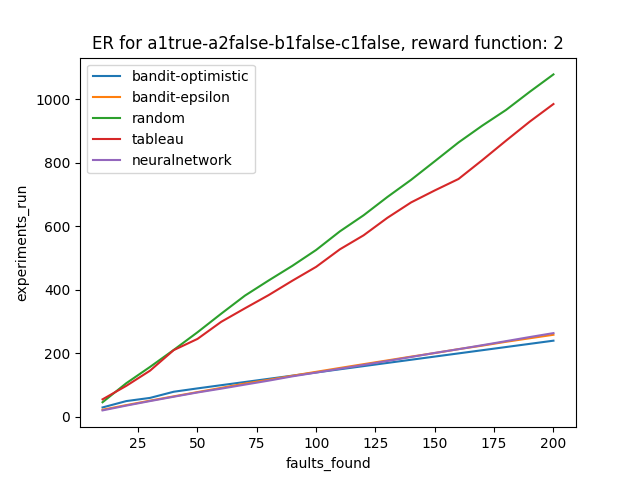 ER for a1true-a2false-b1false-c1false, reward function: 2
bandit-optimistic
bandit-epsilon
random
tableau
neuralnetwork
experiments_run
1000
800
600
400
200
0
25 50 75 100 125 150 175 200
faults_found